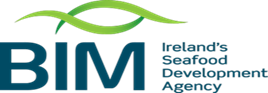 BIM
Ireland's
Seafood
Development
Agency